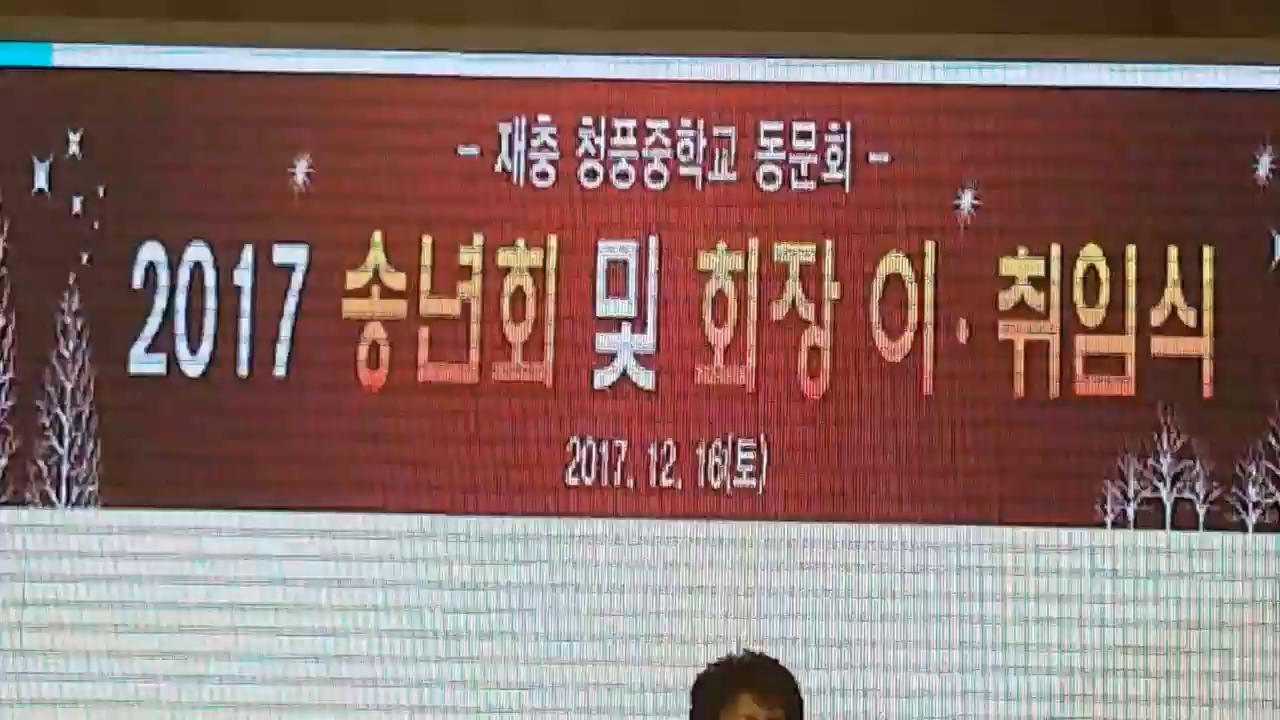 - 재충 청풍중학교 동문회 -
2017 송년회 및 회장 이·취임식
2017. 12. 16(토)